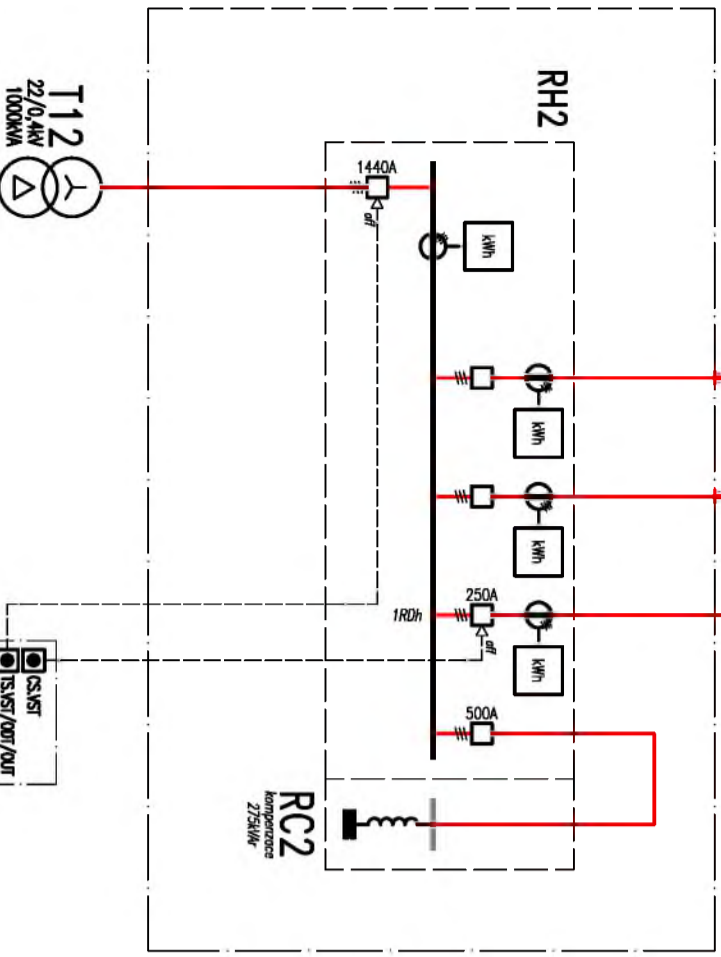 RH2
T12
22/0,4kV
1000kVA
1440A
off
kWh
kWh
kWh
250A
1RDh
off
kWh
500A
CS.VST
TS.VST/ODT/OUT
RC2
kompenzace
275kVAr